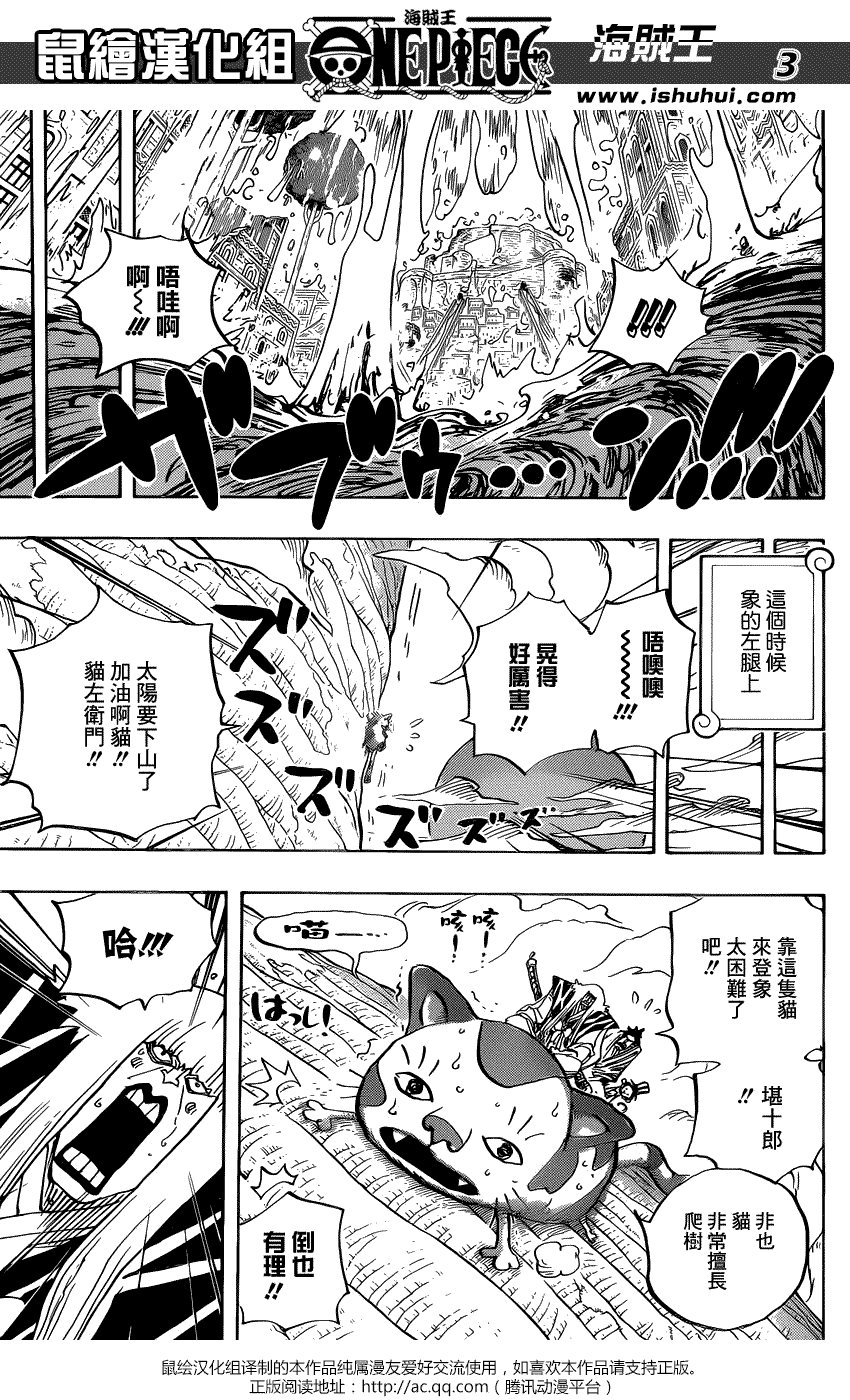 鼠繪漢化組
海賊王
ONE PIECE
海賊王
3
www.ishuhui.com
!!!!
唔哇啊
啊～!!!
ザブゥ……!!!!
這個時候
象的左腿上
唔噢噢
～～～!!!
晃得
好厲害!!
ズズズズ
ズズズ
太陽要下山了
加油啊貓!!
貓左衛門!!
靠這隻貓
來登象
太困難了
吧!!
堪十郎
!!
非也
貓
非常擅長
爬樹
咳!
咳!
喵——
はっし!
倒也
有理!!
哈!!!
鼠绘汉化组译制的本作品纯属漫友爱好交流使用，如喜欢本作品请支持正版。
正版阅读地址：http://ac.qq.com（腾讯动漫平台）